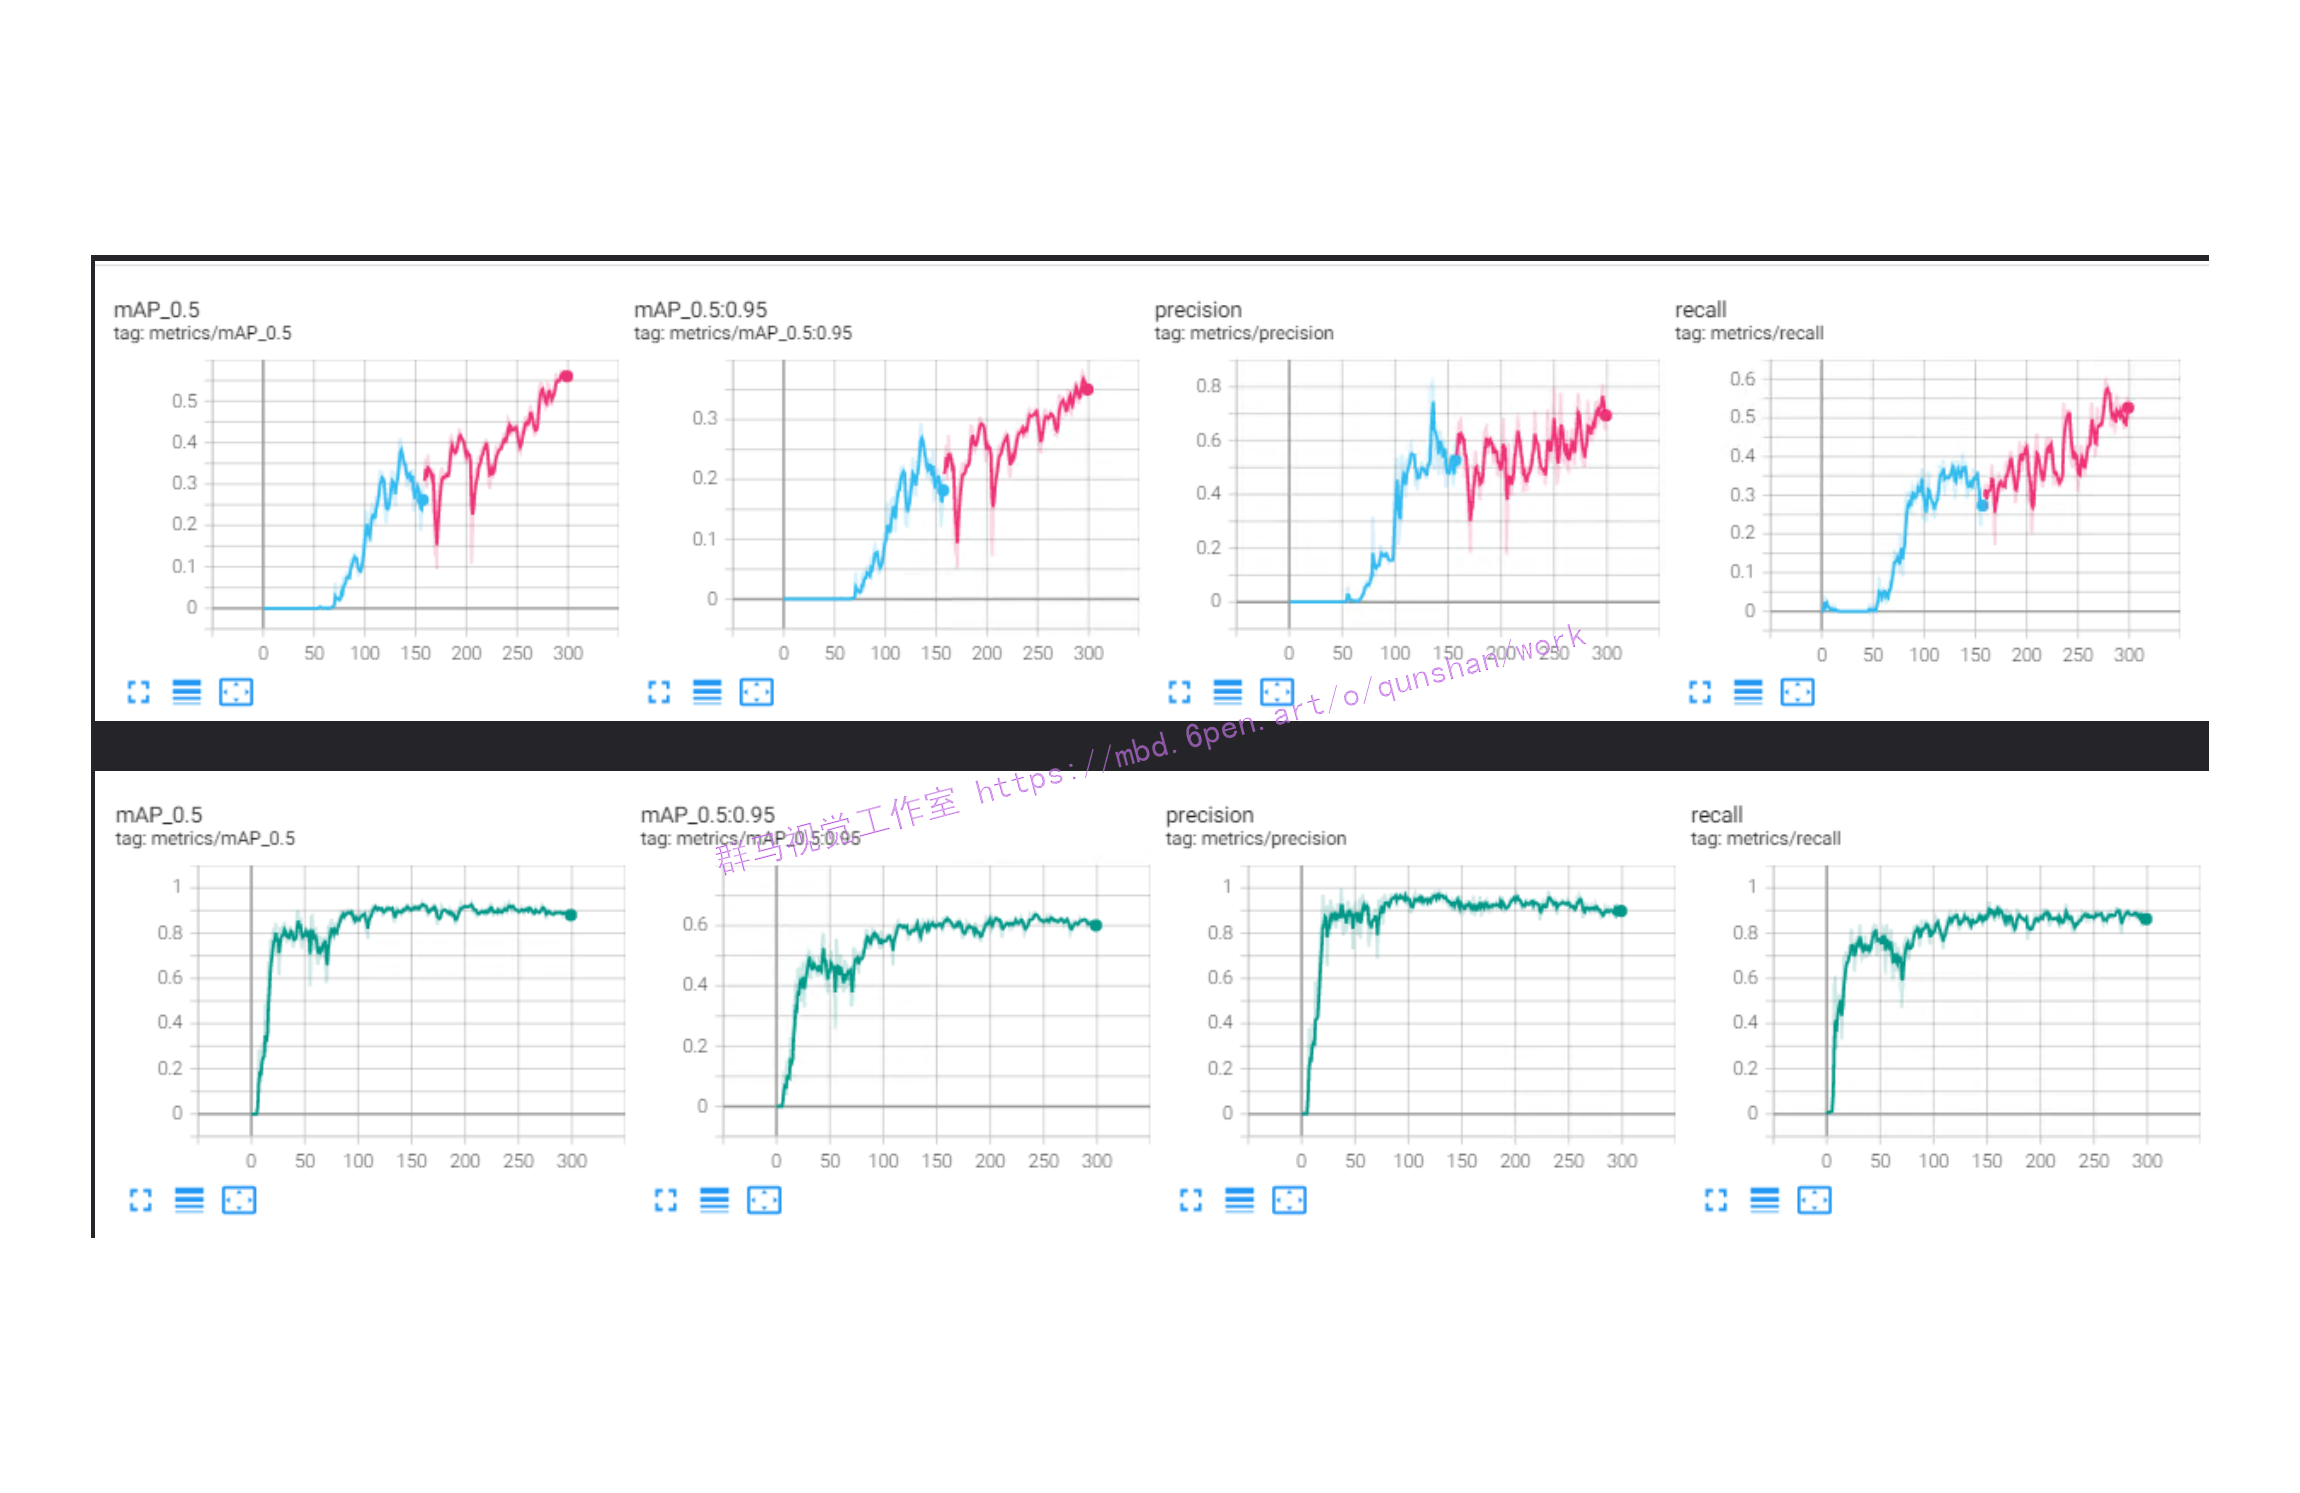 mAP_0.5
tag: metrics/mAP_0.5
0.5
0.4
0.3
0.2
0.1
0
0 50 100 150 200 250 300
mAP_0.5:0.95
tag: metrics/mAP_0.5:0.95
0.3
0.2
0.1
0
0 50 100 150 200 250 300
precision
tag: metrics/precision
0.8
0.6
0.4
0.2
0
0 50 100 150 200 250 300
recall
tag: metrics/recall
0.6
0.5
0.4
0.3
0.2
0.1
0
0 50 100 150 200 250 300
群马视觉工作室 https://mbd.6pen.art/o/qunshan/work
mAP_0.5
tag: metrics/mAP_0.5
1
0.8
0.6
0.4
0.2
0
0 50 100 150 200 250 300
mAP_0.5:0.95
tag: metrics/mAP_0.5:0.95
0.6
0.4
0.2
0
0 50 100 150 200 250 300
precision
tag: metrics/precision
1
0.8
0.6
0.4
0.2
0
0 50 100 150 200 250 300
recall
tag: metrics/recall
1
0.8
0.6
0.4
0.2
0
0 50 100 150 200 250 300